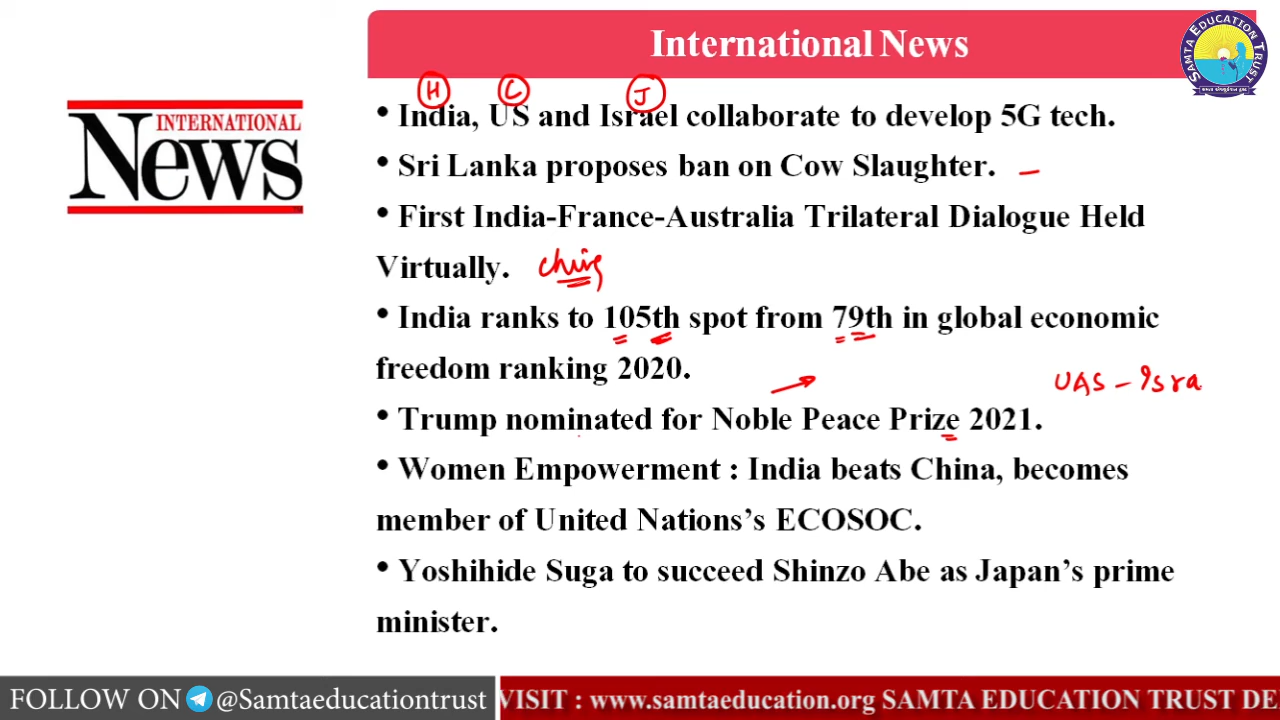 International News
SAMTA EDUCATION TRUST
INTERNATIONAL
News
H C J
• India, US and Israel collaborate to develop 5G tech.
• Sri Lanka proposes ban on Cow Slaughter.
• First India-France-Australia Trilateral Dialogue Held
Virtually.
• India ranks to 105th spot from 79th in global economic
freedom ranking 2020.
UAS - Isra
• Trump nominated for Noble Peace Prize 2021.
• Women Empowerment : India beats China, becomes
member of United Nations’s ECOSOC.
• Yoshihide Suga to succeed Shinzo Abe as Japan’s prime
minister.
FOLLOW ON @Samtaeducationtrust
VISIT : www.samtaeducation.org SAMTA EDUCATION TRUST DE